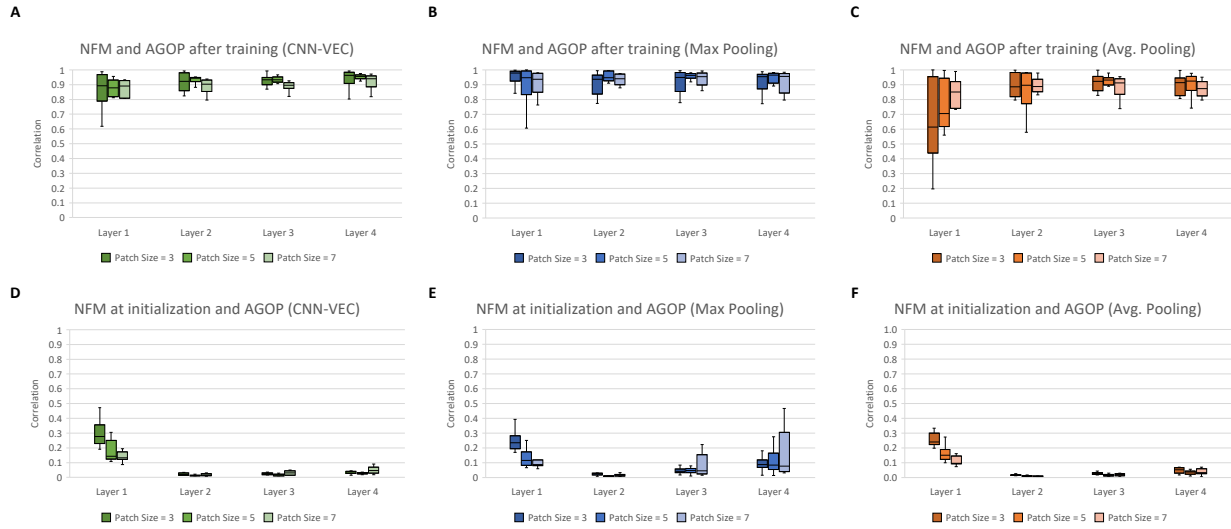 A
NFM and AGOP after training (CNN-VEC)
Correlation
1
0.9
0.8
0.7
0.6
0.5
0.4
0.3
0.2
0.1
0
Layer 1 Layer 2 Layer 3 Layer 4
Patch Size = 3 Patch Size = 5 Patch Size = 7
B
NFM and AGOP after training (Max Pooling)
Correlation
1
0.9
0.8
0.7
0.6
0.5
0.4
0.3
0.2
0.1
0
Layer 1 Layer 2 Layer 3 Layer 4
Patch Size = 3 Patch Size = 5 Patch Size = 7
C
NFM and AGOP after training (Avg. Pooling)
Correlation
1
0.9
0.8
0.7
0.6
0.5
0.4
0.3
0.2
0.1
0
Layer 1 Layer 2 Layer 3 Layer 4
Patch Size = 3 Patch Size = 5 Patch Size = 7
D
NFM at initialization and AGOP (CNN-VEC)
Correlation
1
0.9
0.8
0.7
0.6
0.5
0.4
0.3
0.2
0.1
0
Layer 1 Layer 2 Layer 3 Layer 4
Patch Size = 3 Patch Size = 5 Patch Size = 7
E
NFM at initialization and AGOP (Max Pooling)
Correlation
1
0.9
0.8
0.7
0.6
0.5
0.4
0.3
0.2
0.1
0
Layer 1 Layer 2 Layer 3 Layer 4
Patch Size = 3 Patch Size = 5 Patch Size = 7
F
NFM at initialization and AGOP (Avg. Pooling)
Correlation
1.0
0.9
0.8
0.7
0.6
0.5
0.4
0.3
0.2
0.1
0.0
Layer 1 Layer 2 Layer 3 Layer 4
Patch Size = 3 Patch Size = 5 Patch Size = 7